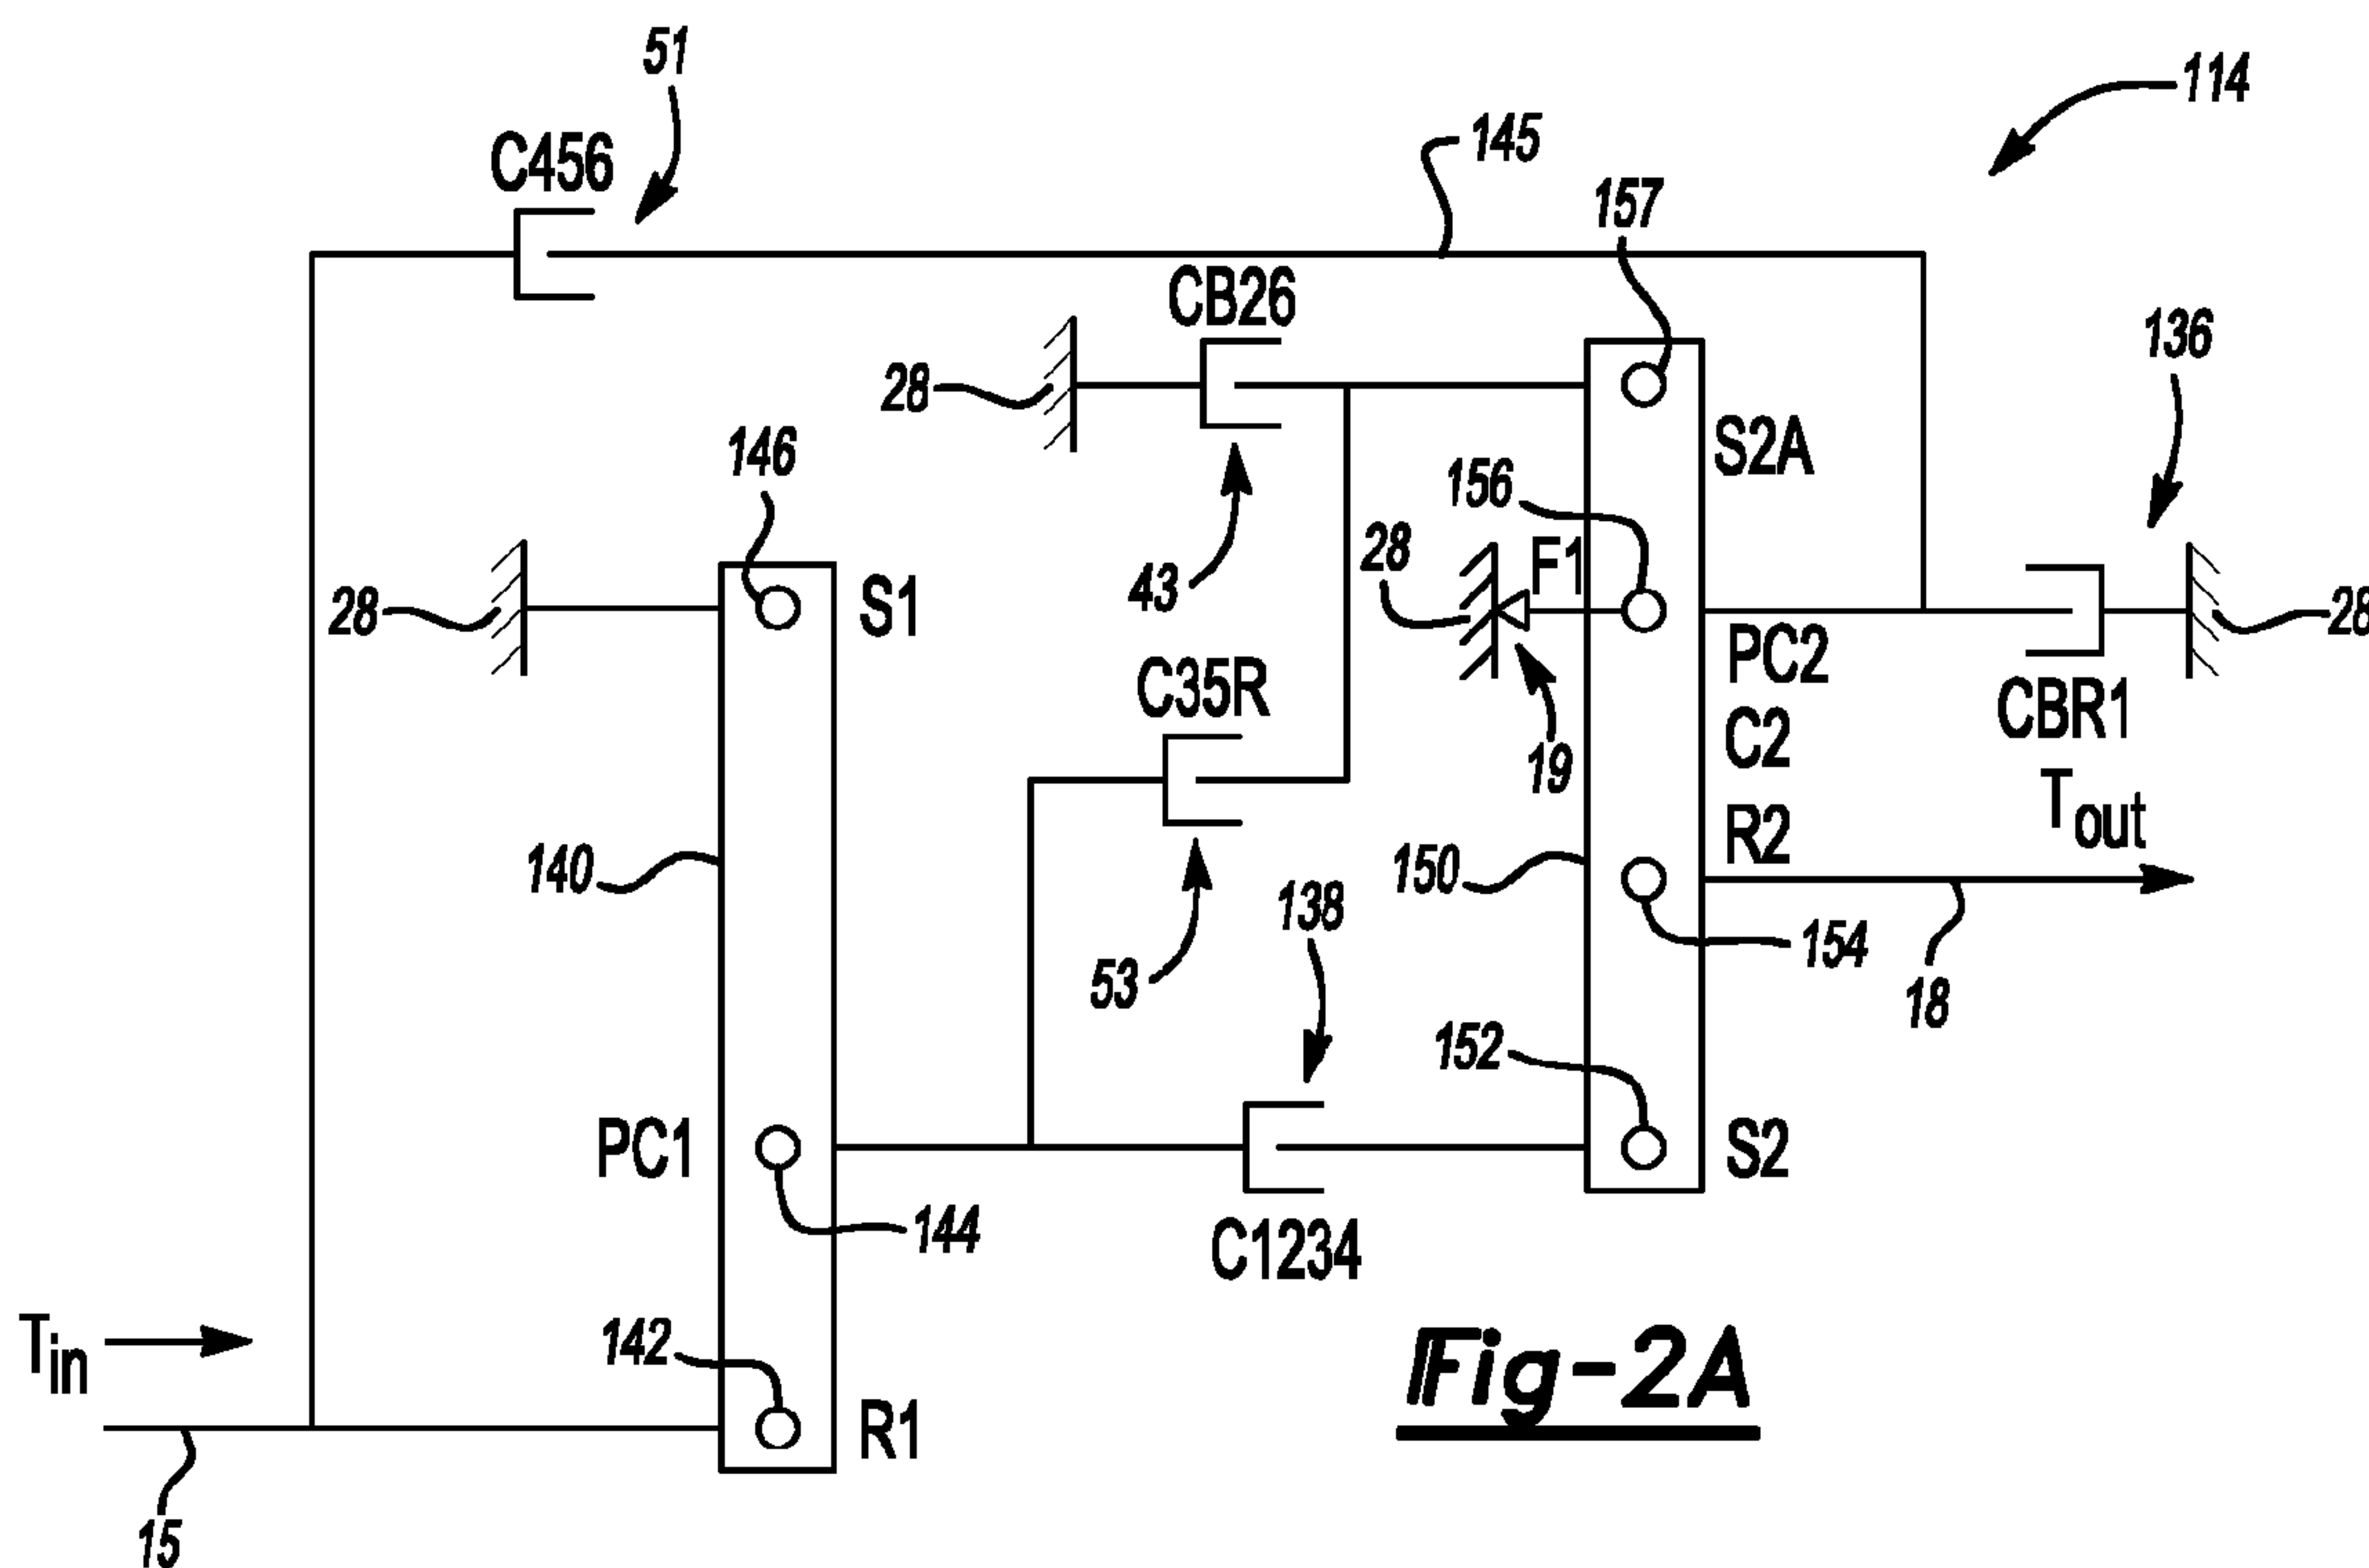 51
114
C456
145
157
CB26
136
28
146
S2A
156
28
F1
43
S1
28
28
PC2
C35R
C2
CBR1
19
R2
Tout
140
150
138
154
53
18
152
PC1
S2
144
C1234
Tin
142
Fig-2A
R1
15